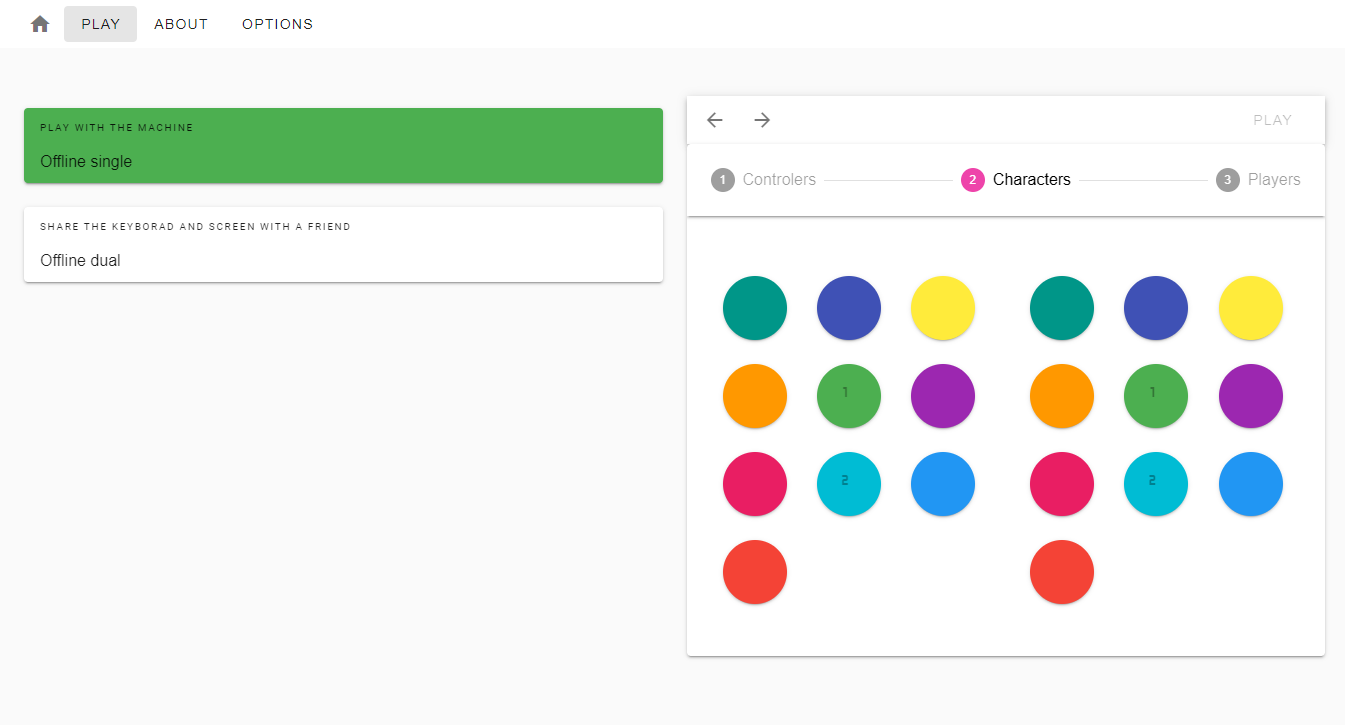 PLAY ABOUT OPTIONS
PLAY WITH THE MACHINE
Offline single
SHARE THE KEYBORAD AND SCREEN WITH A FRIEND
Offline dual
PLAY
1 Controlers 2 Characters 3 Players
1 1
2 2